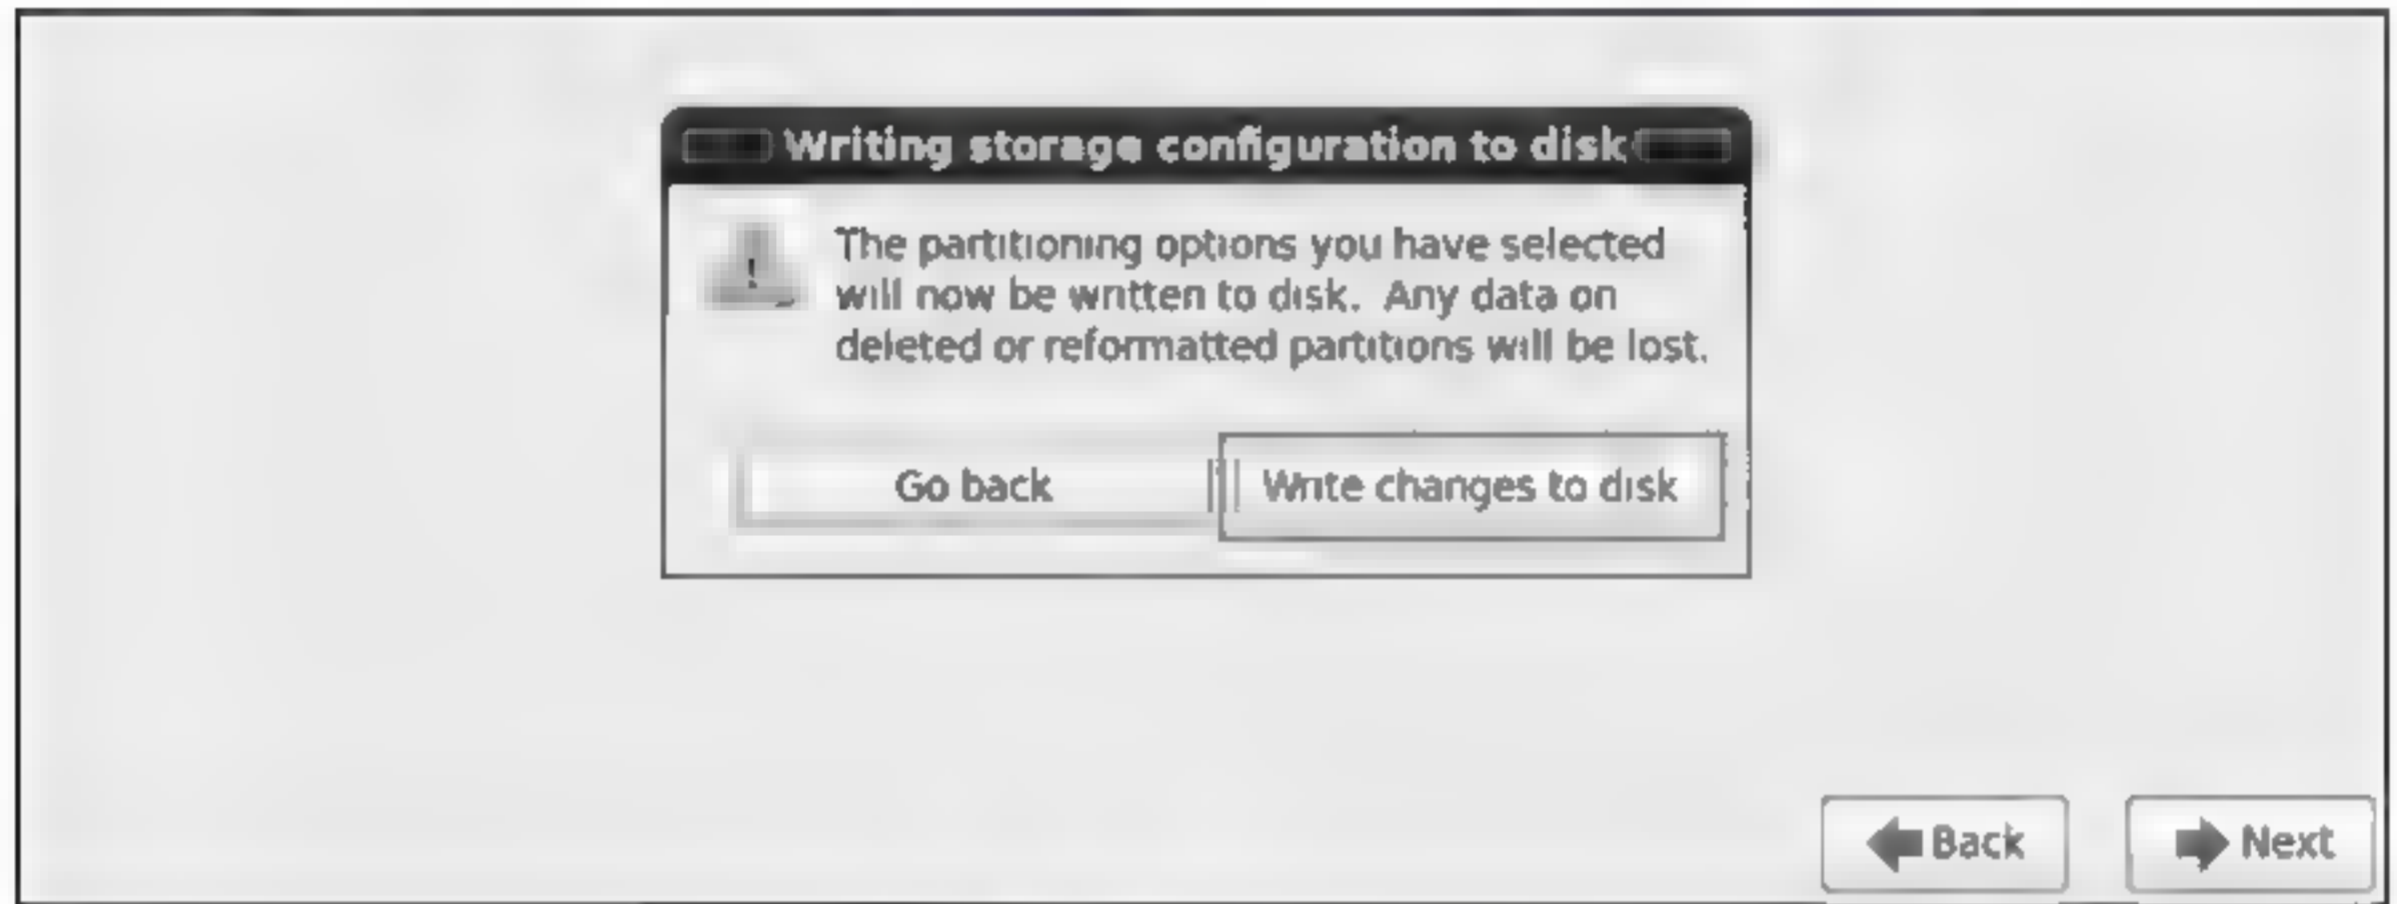 Writing storage configuration to disk
The partitioning options you have selected
will now be written to disk.  Any data on
deleted or reformatted partitions will be lost.
Go back
Write changes to disk
Back
Next